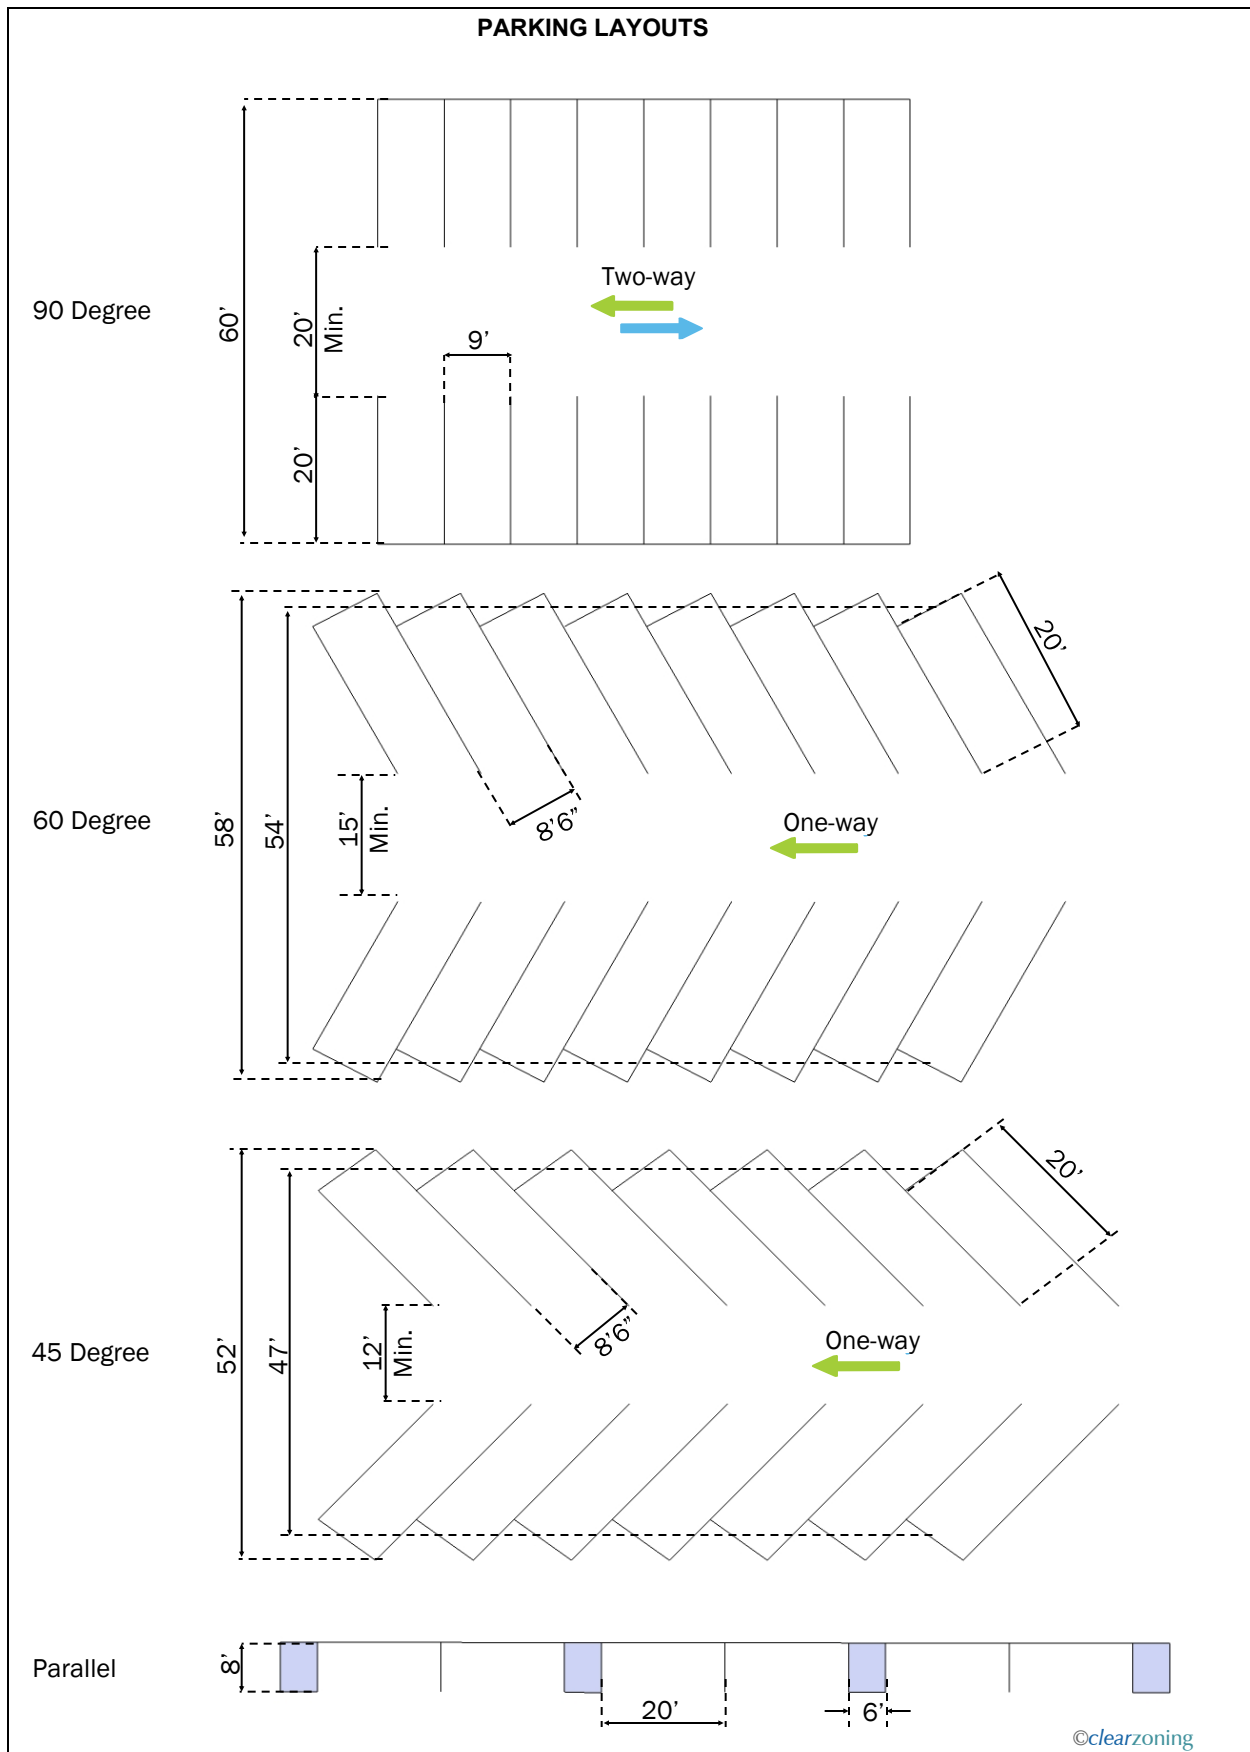 PARKING LAYOUTS
90 Degree
60’
20’
Min.
20’
9’
Two-way
60 Degree
58’
54’
15’
Min.
8’6”
20’
One-way
45 Degree
52’
47’
12’
Min.
8’6”
20’
One-way
Parallel
8’
20’
6’
©clearzoning